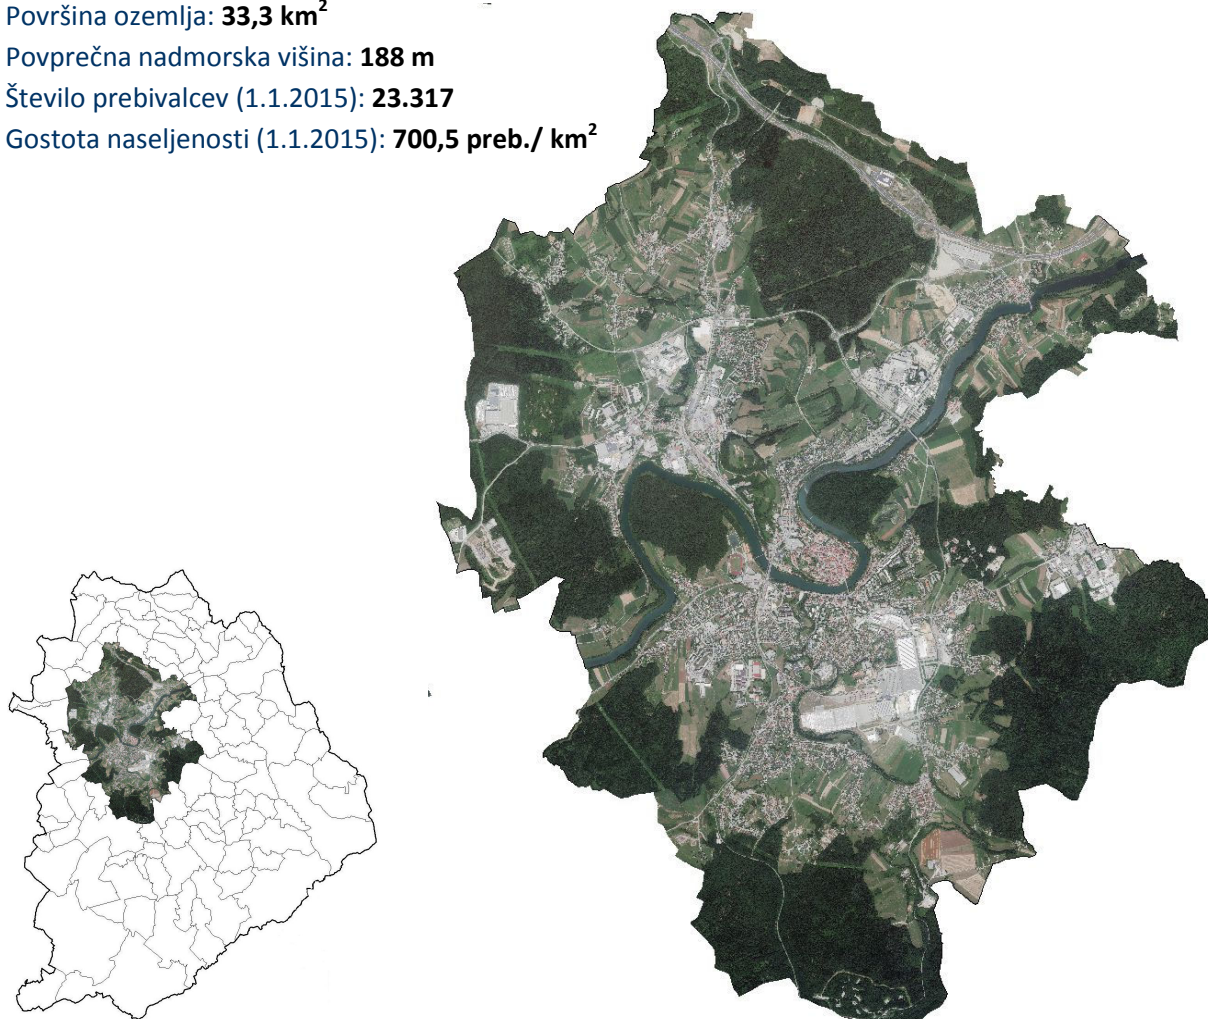 Površina ozemlja: 33,3 km²
Povprečna nadmorska višina: 188 m
Število prebivalcev (1.1.2015): 23.317
Gostota naseljenosti (1.1.2015): 700,5 preb./ km²